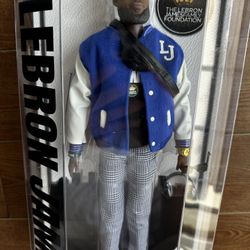 LEBRON JAM
LJ
THE LEBRON
JAMES FAMILY
FOUNDATION